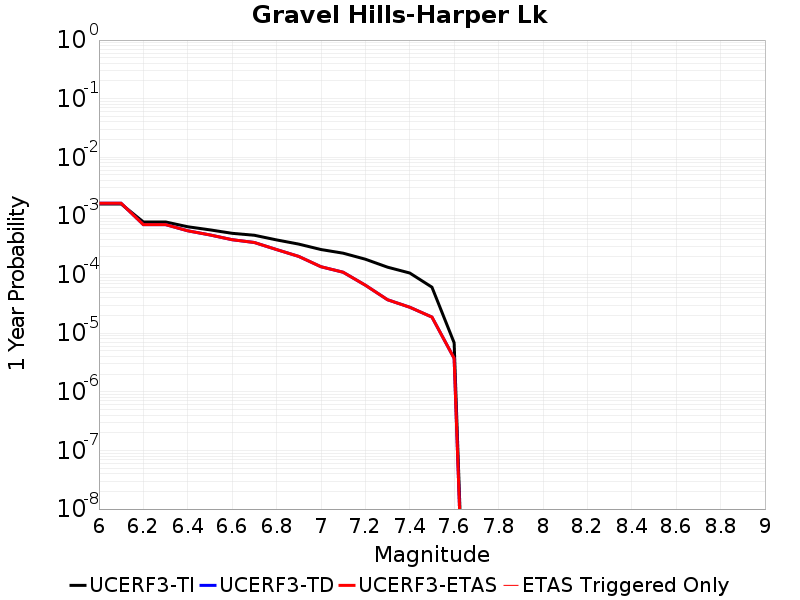 Gravel Hills-Harper Lk
10^0
10^-1
10^-2
10^-3
10^-4
10^-5
10^-6
10^-7
10^-8
1 Year Probability
6 6.2 6.4 6.6 6.8 7 7.2 7.4 7.6 7.8 8 8.2 8.4 8.6 8.8 9
Magnitude
UCERF3-TI UCERF3-TD UCERF3-ETAS ETAS Triggered Only